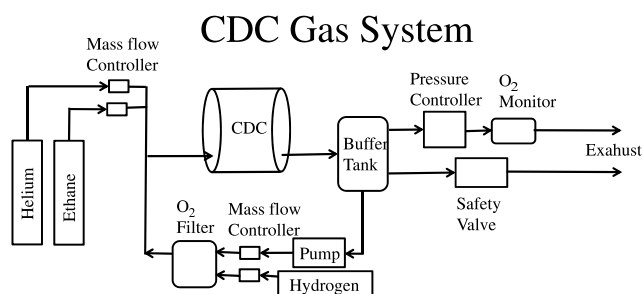 CDC Gas System
Mass flow
Controller
Helium
Ethane
CDC
Buffer
Tank
Pressure
Controller
O2
Monitor
Exahust
Safety
Valve
O2
Filter
Mass flow
Controller
Pump
Hydrogen